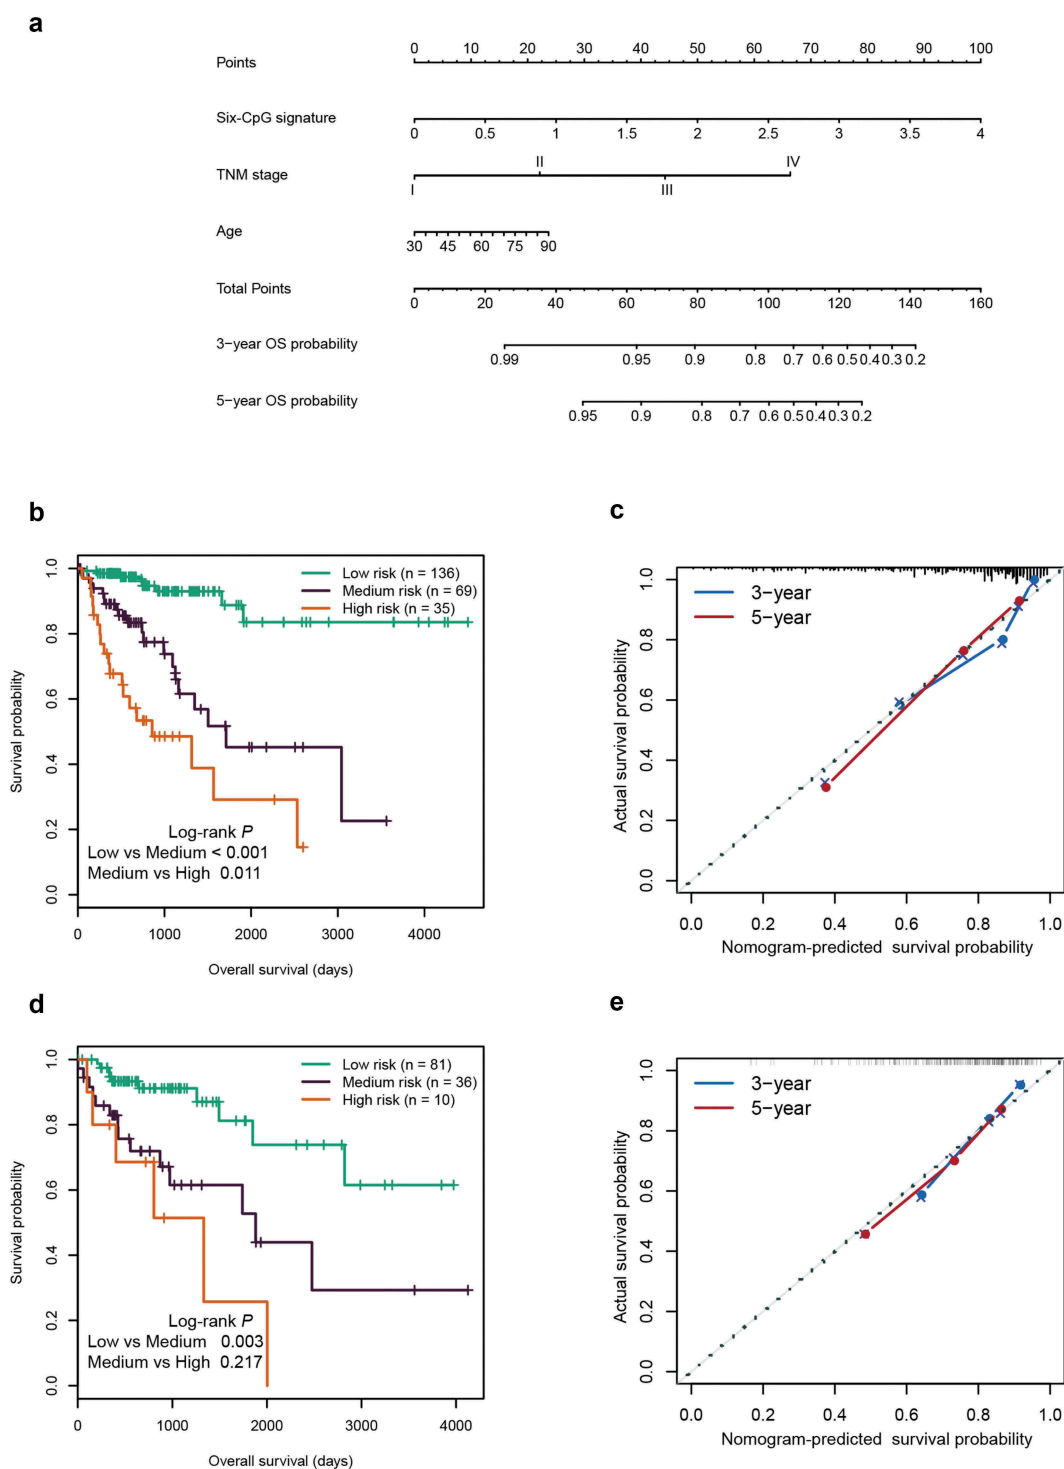 a
0 10 20 30 40 50 60 70 80 90 100
Points
Six−CpG signature
0 0.5 1 1.5 2 2.5 3 3.5 4
II IV
TNM stage
I III
Age
30 45 60 75 90
Total Points
0 20 40 60 80 100 120 140 160
3−year OS probability
0.99 0.95 0.9 0.8 0.7 0.6 0.5 0.4 0.3 0.2
5−year OS probability
0.95 0.9 0.8 0.7 0.6 0.5 0.4 0.3 0.2
b
Survival probability
1.0
0.8
0.6
0.4
0.2
0.0
Low risk (n = 136)
Medium risk (n = 69)
High risk (n = 35)
Log-rank P
Low vs Medium < 0.001
Medium vs High 0.011
0 1000 2000 3000 4000
Overall survival (days)
c
Actual survival probability
1.0
0.8
0.6
0.4
0.2
0.0
3−year
5−year
0.0 0.2 0.4 0.6 0.8 1.0
Nomogram−predicted survival probability
d
Survival probability
1.0
0.8
0.6
0.4
0.2
0.0
Low risk (n = 81)
Medium risk (n = 36)
High risk (n = 10)
Log-rank P
Low vs Medium 0.003
Medium vs High 0.217
0 1000 2000 3000 4000
Overall survival (days)
e
Actual survival probability
1.0
0.8
0.6
0.4
0.2
0.0
3−year
5−year
0.0 0.2 0.4 0.6 0.8 1.0
Nomogram−predicted survival probability